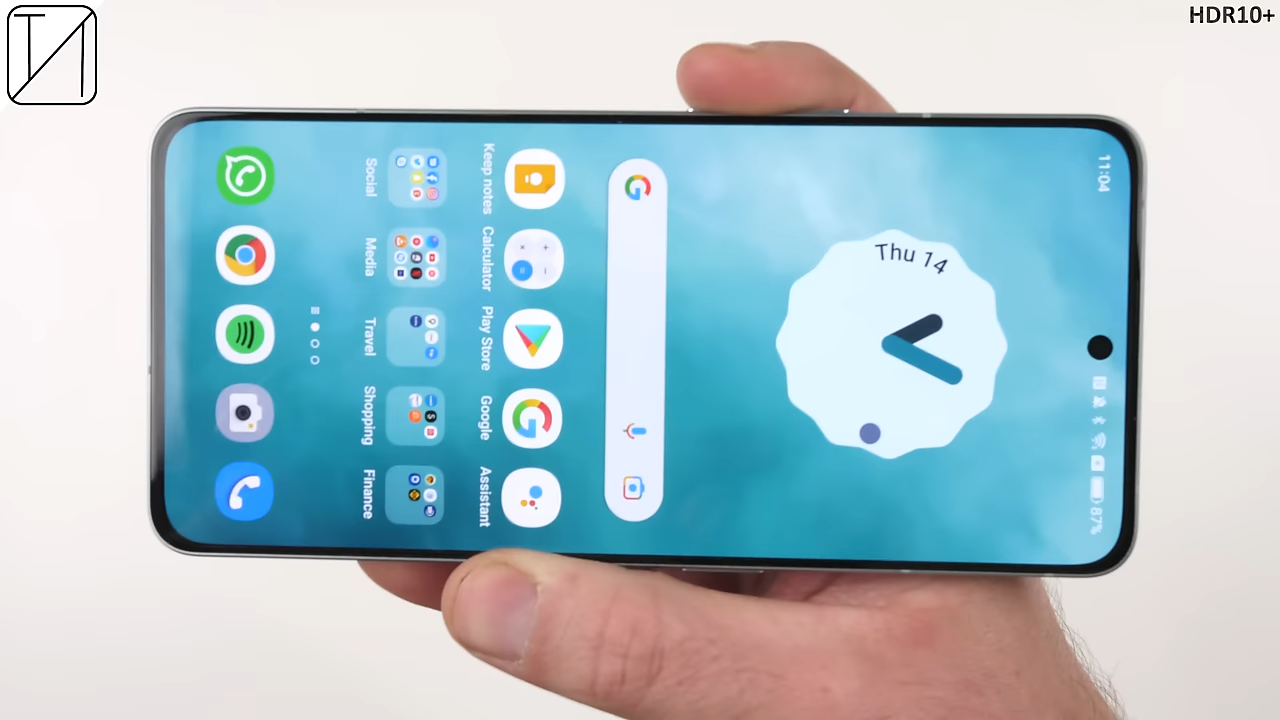 HDR10+
11:04
87%
Thu 14
Keep notes
Calculator
Play Store
Google
Assistant
Social
Media
Travel
Shopping
Finance